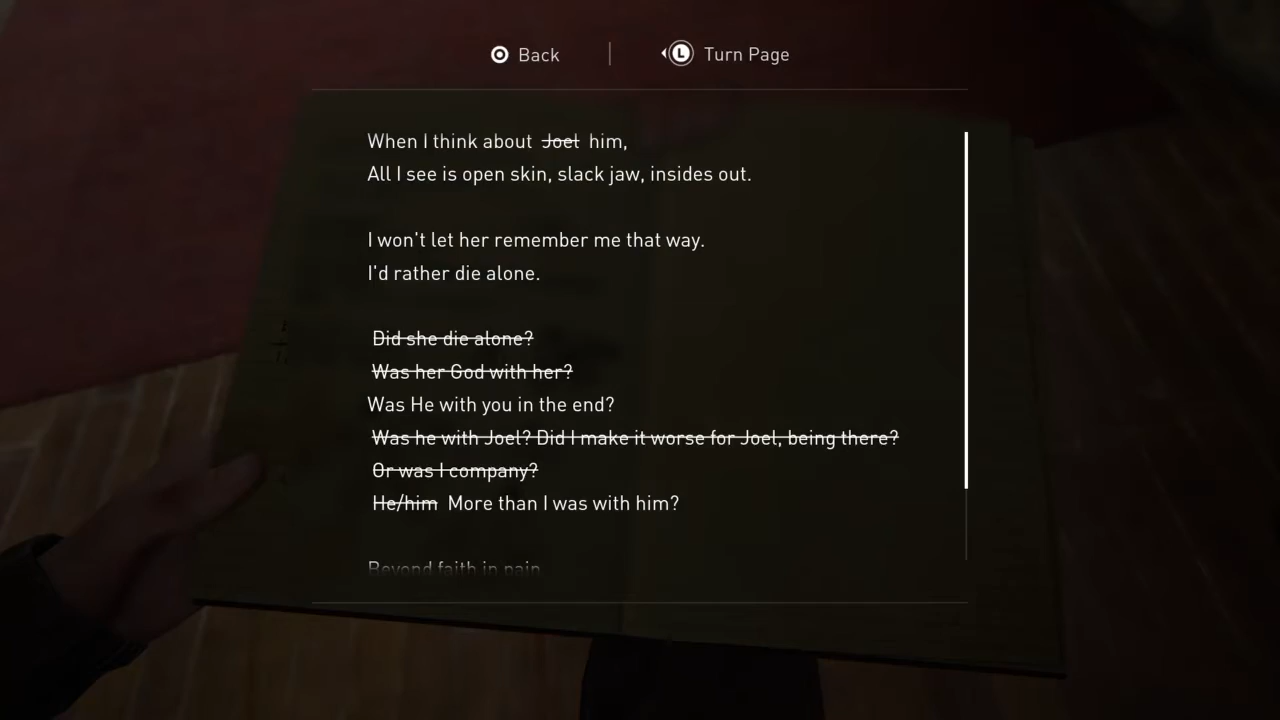 Back
L Turn Page
When I think about Joel him,
All I see is open skin, slack jaw, insides out.
I won't let her remember me that way.
I'd rather die alone.
Did she die alone?
Was her God with her?
Was He with you in the end?
Was he with Joel? Did I make it worse for Joel, being there?
Or was I company?
He/him More than I was with him?
Beyond faith in pain